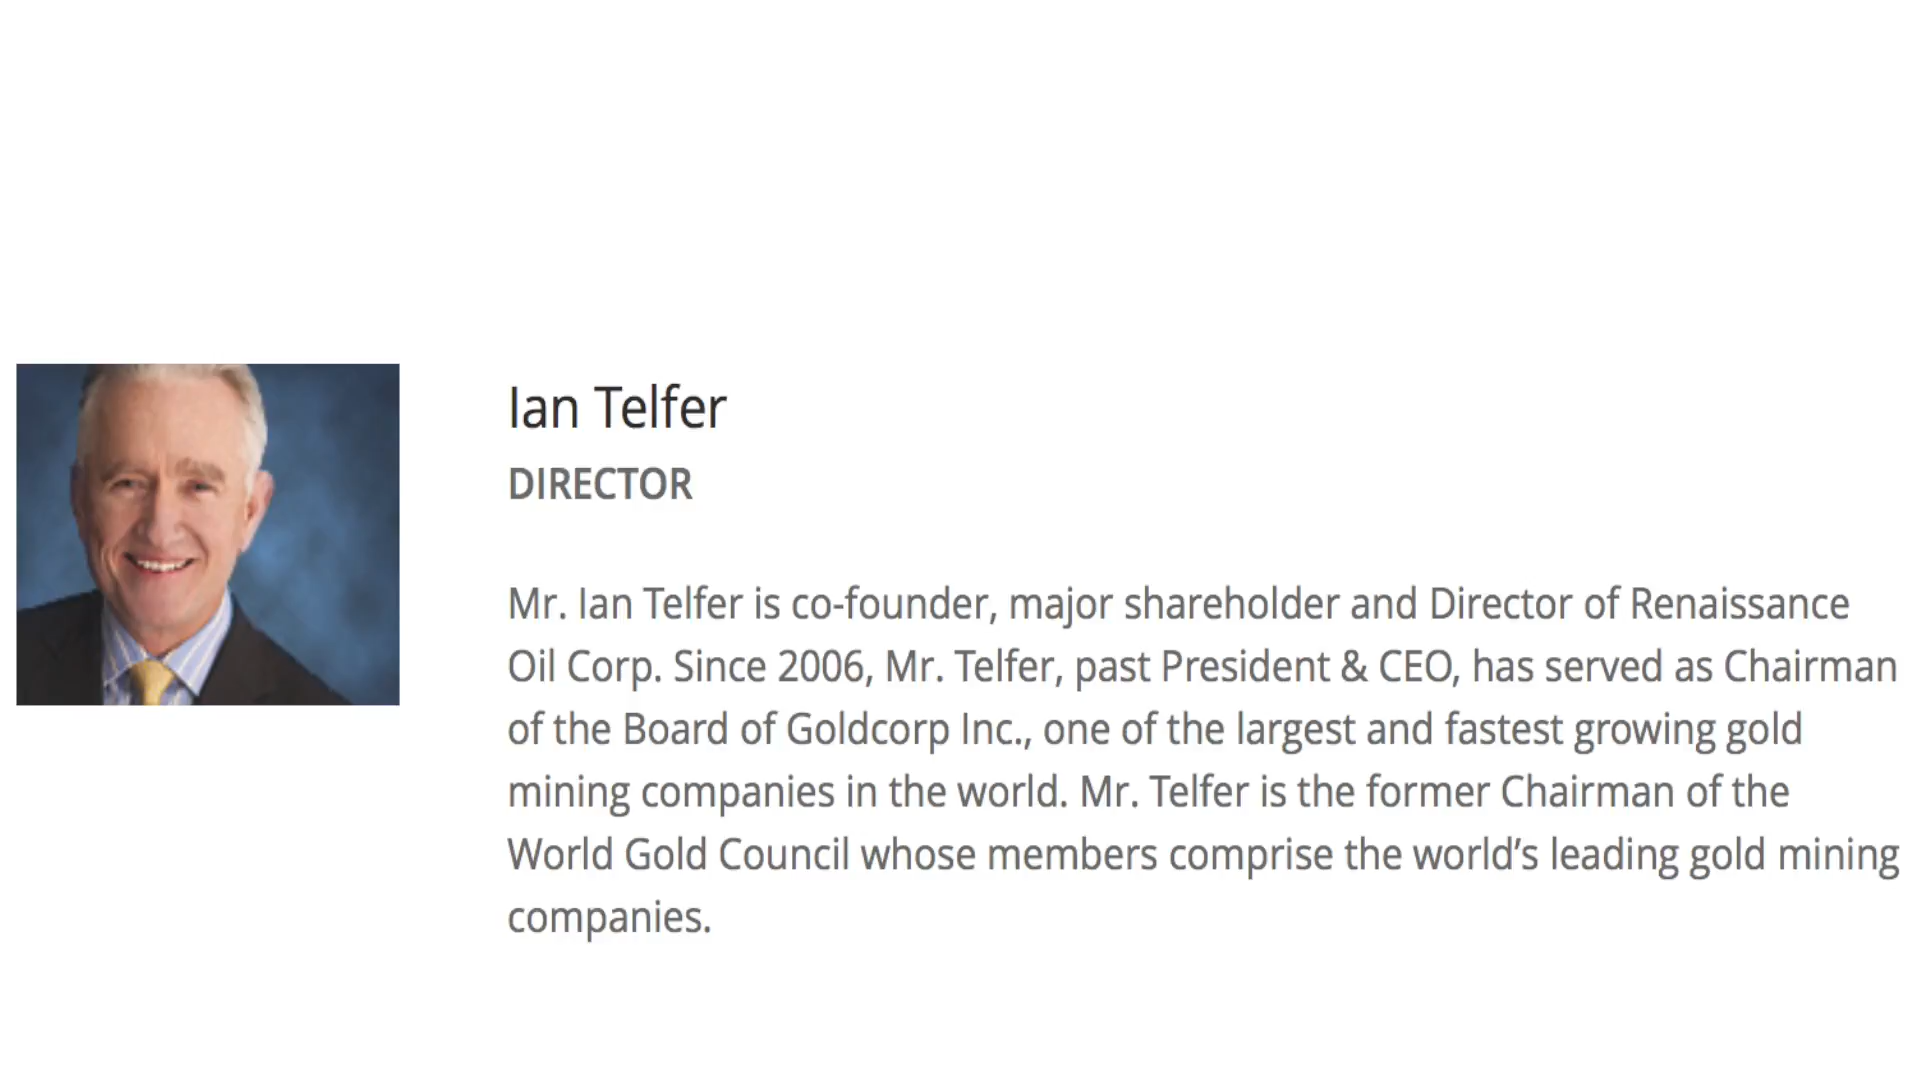 Ian Telfer
DIRECTOR
Mr. Ian Telfer is co-founder, major shareholder and Director of Renaissance
Oil Corp. Since 2006, Mr. Telfer, past President & CEO, has served as Chairman
of the Board of Goldcorp Inc., one of the largest and fastest growing gold
mining companies in the world. Mr. Telfer is the former Chairman of the
World Gold Council whose members comprise the world’s leading gold mining
companies.